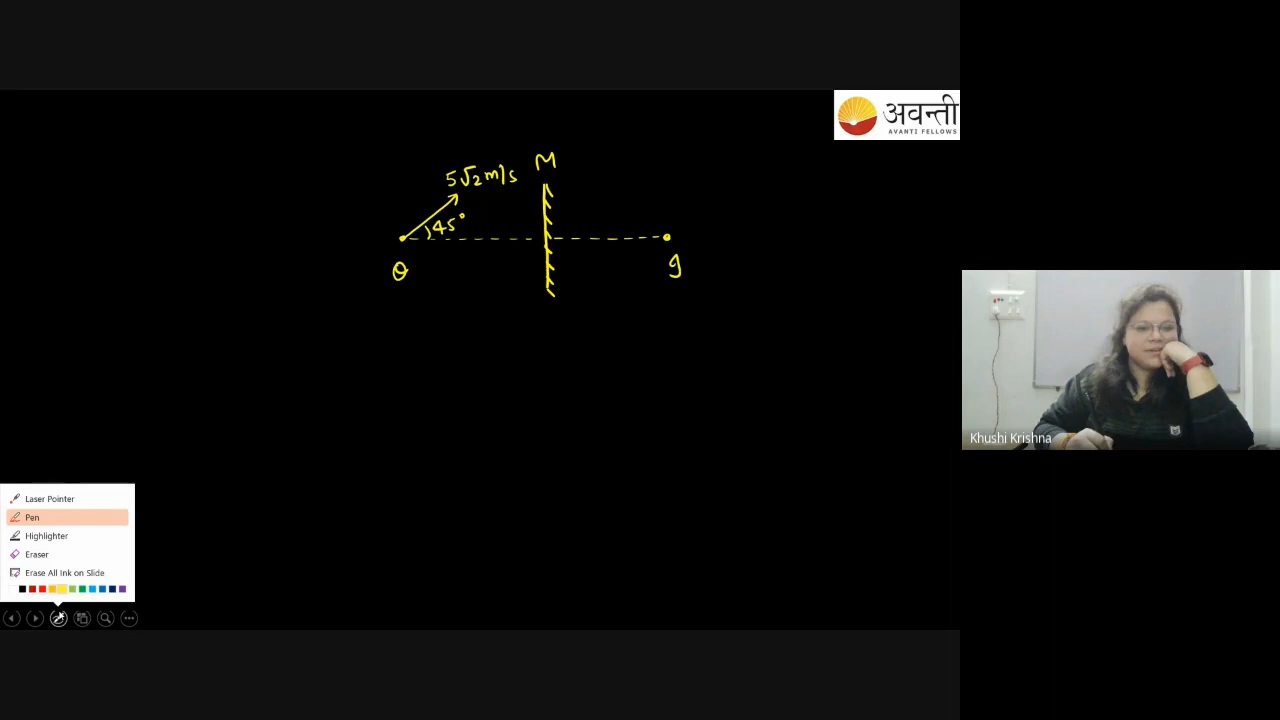 अवन्ती
AVANTI FELLOWS
M
5√2 m/s
45°
O
g
Khushi Krishna
Laser Pointer
Pen
Highlighter
Eraser
Erase All Ink on Slide